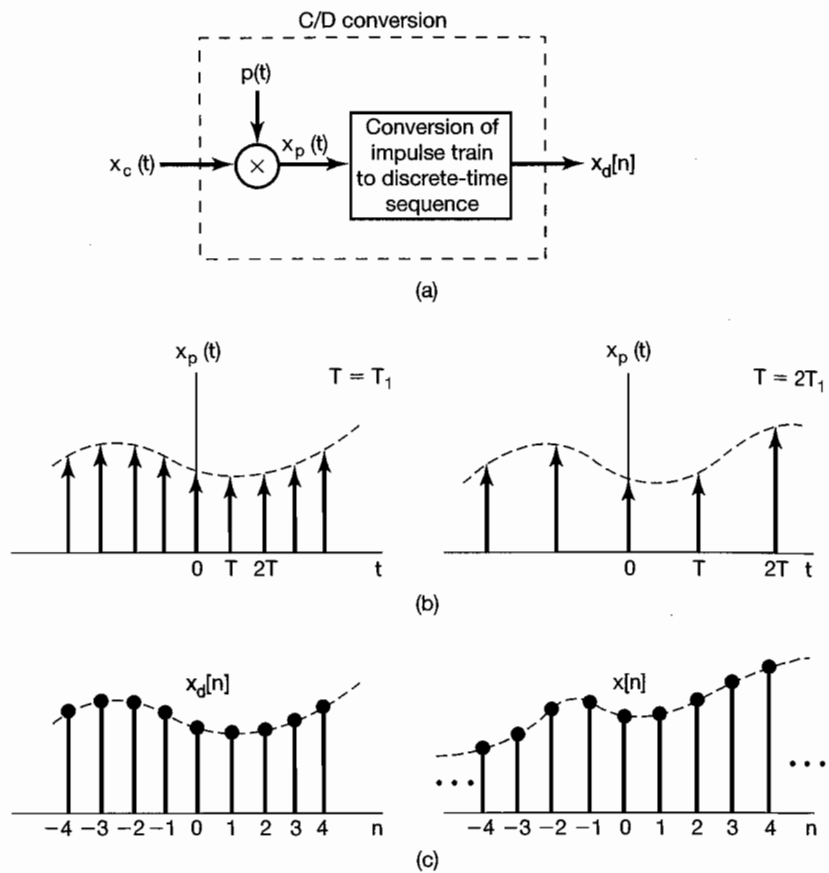 C/D conversion
p(t)
x_c (t)
×
x_p (t)
Conversion of
impulse train
to discrete-time
sequence
x_d[n]
(a)
x_p (t)
T = T_1
0 T 2T t
x_p (t)
T = 2T_1
0 T 2T t
(b)
x_d[n]
-4 -3 -2 -1 0 1 2 3 4 n
x[n]
• • •
• • •
-4 -3 -2 -1 0 1 2 3 4 n
(c)